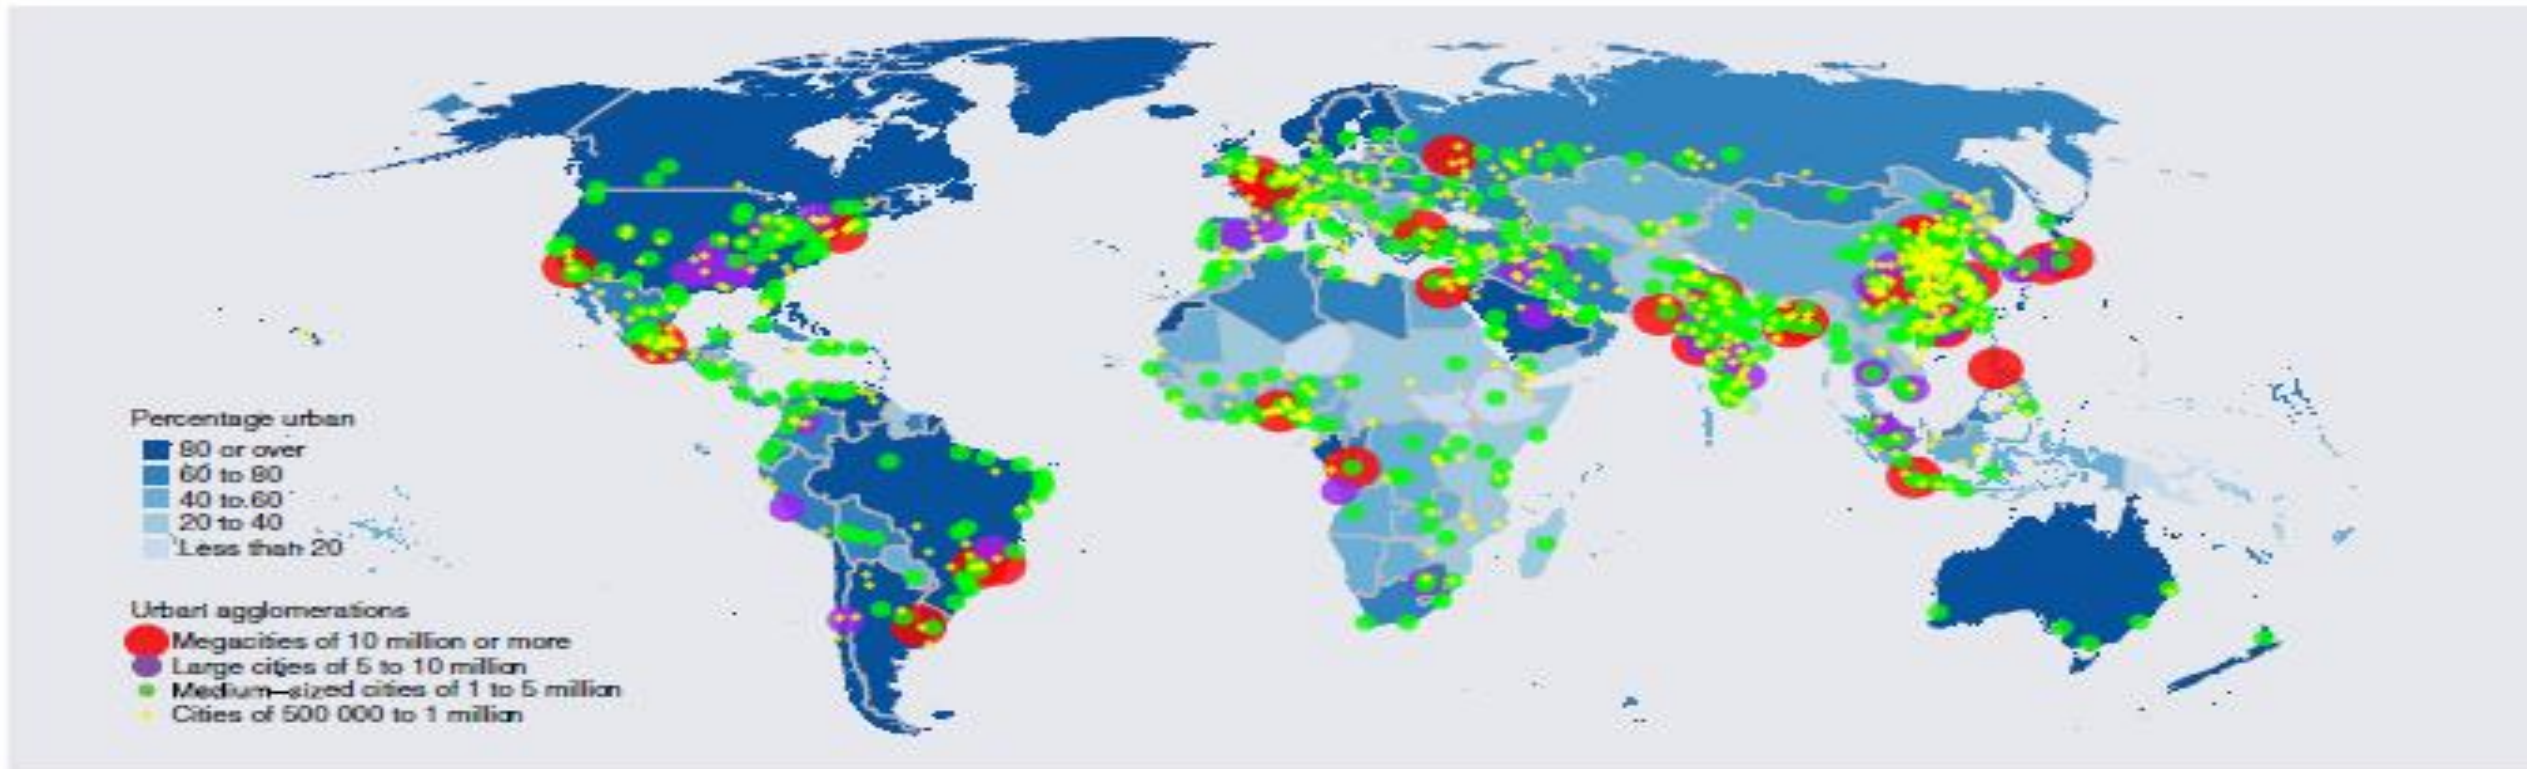 Percentage urban
80 or over
60 to 80
40 to 60
20 to 40
Less than 20
Urban agglomerations
Megacities of 10 million or more
Large cities of 5 to 10 million
Medium-sized cities of 1 to 5 million
Cities of 500 000 to 1 million